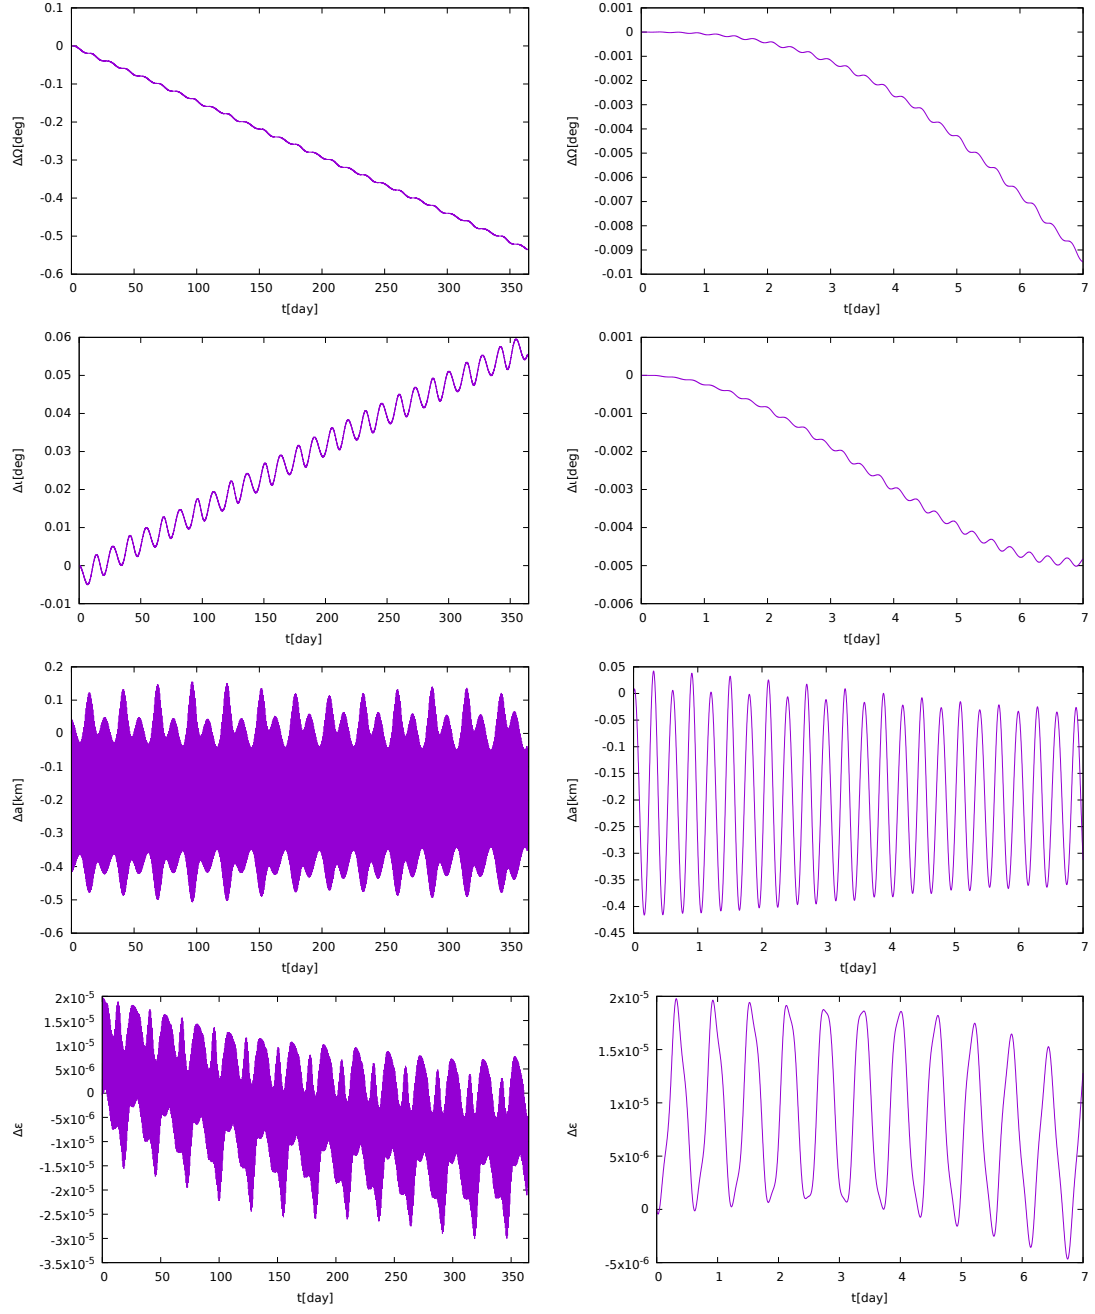 0.1
0
-0.1
-0.2
-0.3
-0.4
-0.5
-0.6
ΔΩ[deg]
0 50 100 150 200 250 300 350
t[day]
0.001
0
-0.001
-0.002
-0.003
-0.004
-0.005
-0.006
-0.007
-0.008
-0.009
-0.01
ΔΩ[deg]
0 1 2 3 4 5 6 7
t[day]
0.06
0.05
0.04
0.03
0.02
0.01
0
-0.01
Δι[deg]
0 50 100 150 200 250 300 350
t[day]
0.001
0
-0.001
-0.002
-0.003
-0.004
-0.005
-0.006
Δι[deg]
0 1 2 3 4 5 6 7
t[day]
0.2
0.1
0
-0.1
-0.2
-0.3
-0.4
-0.5
-0.6
Δa[km]
0 50 100 150 200 250 300 350
t[day]
0.05
0
-0.05
-0.1
-0.15
-0.2
-0.25
-0.3
-0.35
-0.4
-0.45
Δa[km]
0 1 2 3 4 5 6 7
t[day]
2x10⁻⁵
1.5x10⁻⁵
1x10⁻⁵
5x10⁻⁶
0
-5x10⁻⁶
-1x10⁻⁵
-1.5x10⁻⁵
-2x10⁻⁵
-2.5x10⁻⁵
-3x10⁻⁵
-3.5x10⁻⁵
Δε
0 50 100 150 200 250 300 350
t[day]
2x10⁻⁵
1.5x10⁻⁵
1x10⁻⁵
5x10⁻⁶
0
-5x10⁻⁶
Δε
0 1 2 3 4 5 6 7
t[day]